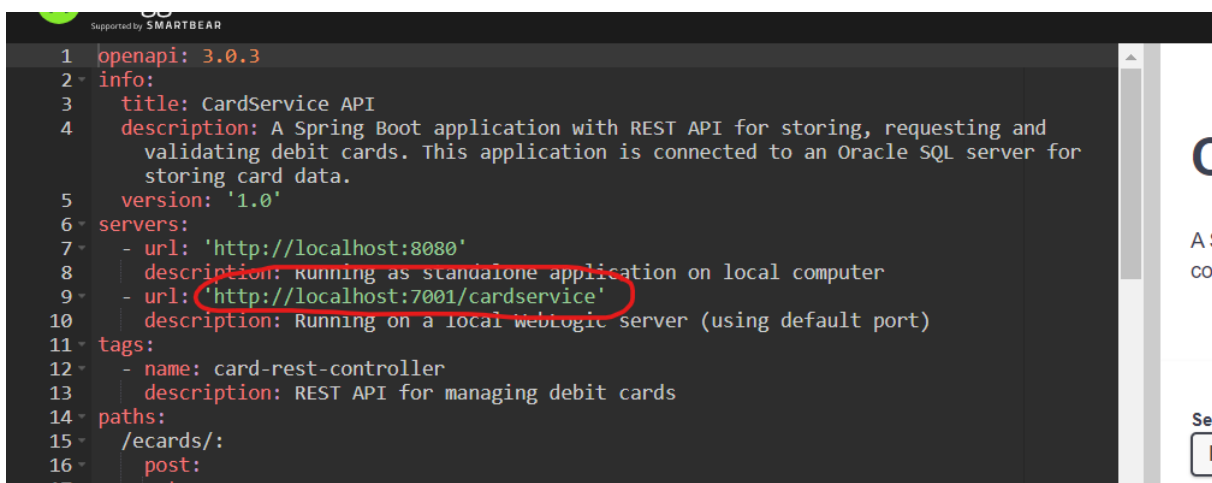 Supported by SMARTBEAR
1 openapi: 3.0.3
2 info:
3 title: CardService API
4 description: A Spring Boot application with REST API for storing, requesting and
validating debit cards. This application is connected to an Oracle SQL server for
storing card data.
5 version: '1.0'
6 servers:
7 - url: 'http://localhost:8080'
8 description: Running as standalone application on local computer
9 - url: 'http://localhost:7001/cardservice'
10 description: Running on a local WebLogic server (using default port)
11 tags:
12 - name: card-rest-controller
13 description: REST API for managing debit cards
14 paths:
15 /ecards/:
16 post: